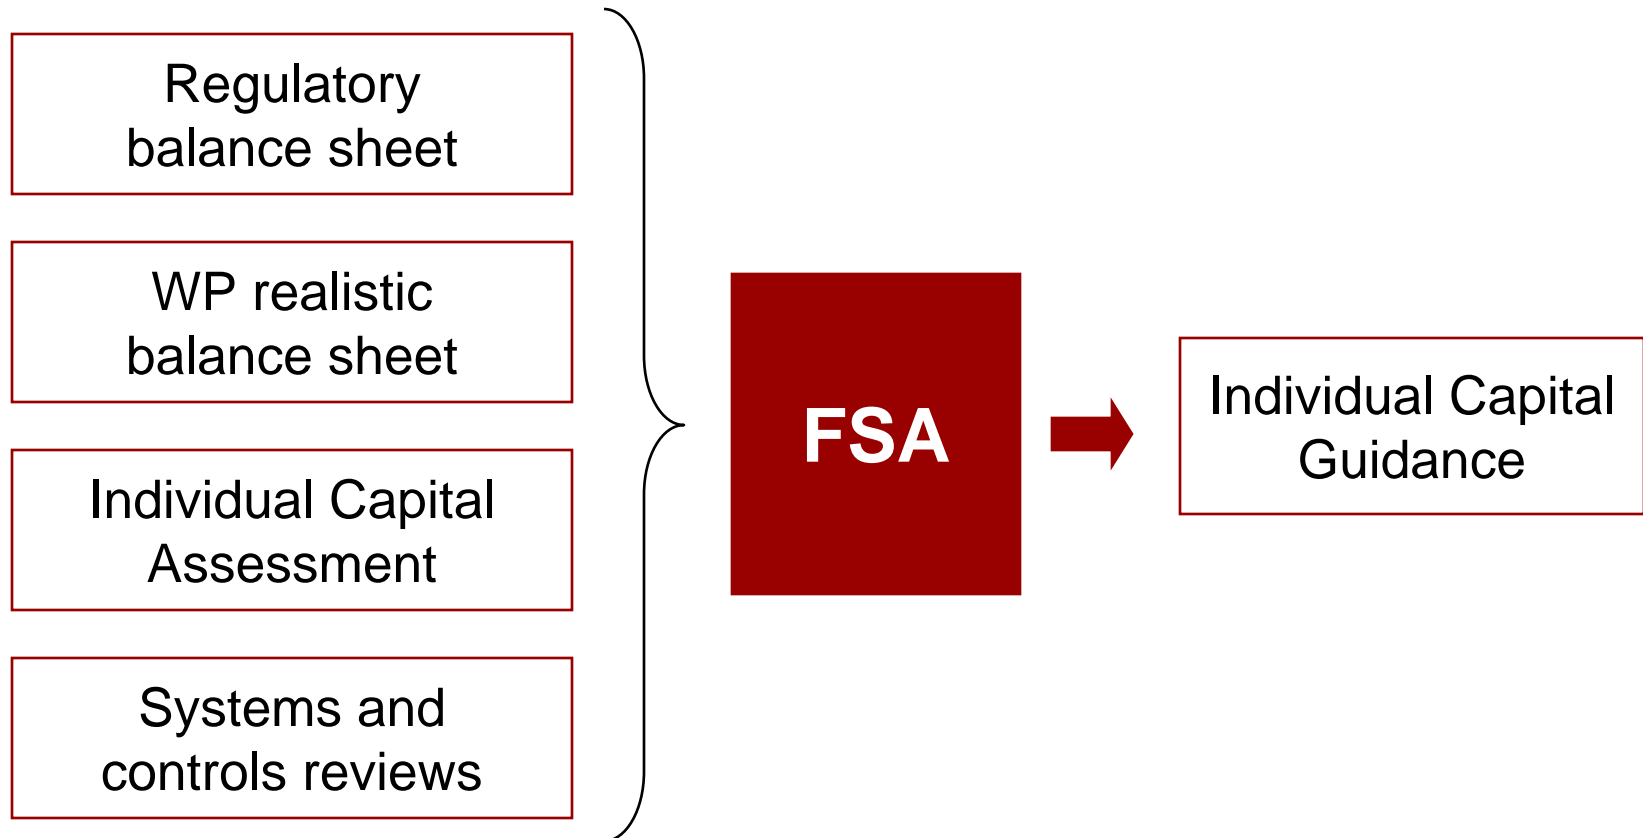 Regulatory
balance sheet
WP realistic
balance sheet
Individual Capital
Assessment
Systems and
controls reviews
FSA
Individual Capital
Guidance